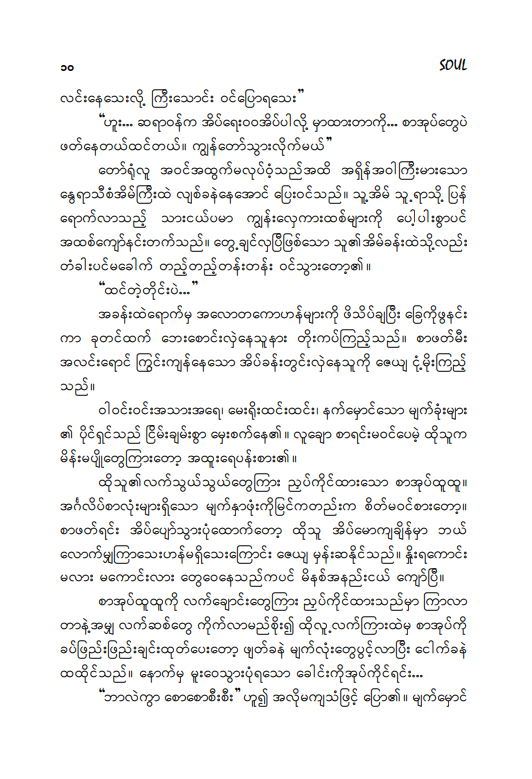 ၁၀
SOUL
လင်းနေသေးလို့ ကြီးသောင်း ဝင်ပြောရသေး”
“ဟူး... ဆရာဝန်က အိပ်ရေးဝဝအိပ်ပါလို့ မှာထားတာကို... စာအုပ်တွေပဲ
ဖတ်နေတယ်ထင်တယ်။ ကျွန်တော်သွားလိုက်မယ်”
တော်ရုံလူ အဝင်အထွက်မလုပ်ဝံ့သည်အထိ အရှိန်အဝါကြီးမားသော
နွေရာသီစံအိမ်ကြီးထဲ လျစ်ခနဲနေအောင် ပြေးဝင်သည်။ သူ့အိမ် သူ့ရာသို့ ပြန်
ရောက်လာသည့် သားငယ်ပမာ ကျွန်းလှေကားထစ်များကို ပေါ့ပါးစွာပင်
အထစ်ကျော်နင်းတက်သည်။ တွေ့ချင်လှပြီဖြစ်သော သူ၏အိမ်ခန်းထဲသို့လည်း
တံခါးပင်မခေါက် တည့်တည့်တန်းတန်း ဝင်သွားတော့၏။
“ထင်တဲ့တိုင်းပဲ...”
အခန်းထဲရောက်မှ အလောတကောဟန်များကို ဖိသိပ်ချပြီး ခြေကိုဖွနင်း
ကာ ခုတင်ထက် ဘေးစောင်းလှဲနေသူနား တိုးကပ်ကြည့်သည်။ စာဖတ်မီး
အလင်းရောင် ကြွင်းကျန်နေသော အိပ်ခန်းတွင်းလှဲနေသူကို ဇေယျ ငုံ့မိုးကြည့်
သည်။
ဝါဝင်းဝင်းအသားအရေ၊ မေးရိုးထင်းထင်း၊ နက်မှောင်သော မျက်ခုံးများ
၏ ပိုင်ရှင်သည် ငြိမ်းချမ်းစွာ မှေးစက်နေ၏။ လူချော စာရင်းမဝင်ပေမဲ့ ထိုသူက
မိန်းမပျိုတွေကြားတော့ အထူးရေပန်းစား၏။
ထိုသူ၏လက်သွယ်သွယ်တွေကြား ညှပ်ကိုင်ထားသော စာအုပ်ထူထူ။
အင်္ဂလိပ်စာလုံးများရှိသော မျက်နှာဖုံးကိုမြင်ကတည်းက စိတ်မဝင်စားတော့။
စာဖတ်ရင်း အိပ်ပျော်သွားပုံထောက်တော့ ထိုသူ အိပ်မောကျချိန်မှာ ဘယ်
လောက်မျှကြာသေးဟန်မရှိသေးကြောင်း ဇေယျ မှန်းဆနိုင်သည်။ နှိုးရကောင်း
မလား မကောင်းလား တွေဝေနေသည်ကပင် မိနစ်အနည်းငယ် ကျော်ပြီ။
စာအုပ်ထူထူကို လက်ချောင်းတွေကြား ညှပ်ကိုင်ထားသည်မှာ ကြာလာ
တာနဲ့အမျှ လက်ဆစ်တွေ ကိုက်လာမည်စိုး၍ ထိုလူ့လက်ကြားထဲမှ စာအုပ်ကို
ခပ်ဖြည်းဖြည်းချင်းထုတ်ပေးတော့ ဖျတ်ခနဲ မျက်လုံးတွေပွင့်လာပြီး ငေါက်ခနဲ
ထထိုင်သည်။ နောက်မှ မူးဝေသွားပုံရသော ခေါင်းကိုအုပ်ကိုင်ရင်း...
“ဘာလဲကွာ စောစောစီးစီး” ဟူ၍ အလိုမကျသံဖြင့် ပြော၏။ မျက်မှောင်